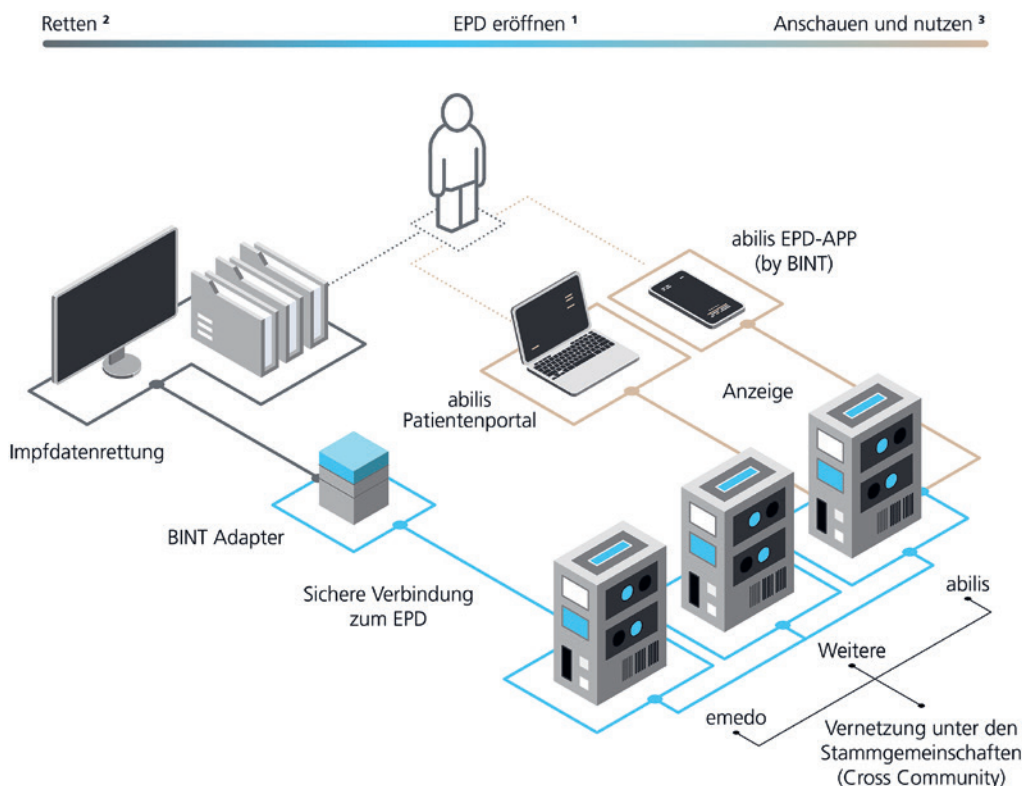 Retten ²
EPD eröffnen ¹
Anschauen und nutzen ³
abilis EPD-APP
(by BINT)
abilis
Patientenportal
Anzeige
Impfdatenrettung
BINT Adapter
Sichere Verbindung
zum EPD
abilis
Weitere
emedo
Vernetzung unter den
Stammgemeinschaften
(Cross Community)